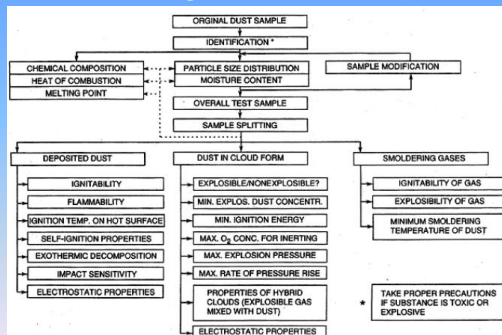 ORGINAL DUST SAMPLE
IDENTIFICATION *
CHEMICAL COMPOSITION
HEAT OF COMBUSTION
MELTING POINT
PARTICLE SIZE DISTRIBUTION
MOISTURE CONTENT
SAMPLE MODIFICATION
OVERALL TEST SAMPLE
SAMPLE SPLITTING
DEPOSITED DUST
IGNITABILITY
FLAMMABILITY
IGNITION TEMP. ON HOT SURFACE
SELF-IGNITION PROPERTIES
EXOTHERMIC DECOMPOSITION
IMPACT SENSITIVITY
ELECTROSTATIC PROPERTIES
DUST IN CLOUD FORM
EXPLOSIBLE/NONEXPLOSIBLE?
MIN. EXPLOS. DUST CONCENTR.
MIN. IGNITION ENERGY
MAX. O2 CONC. FOR INERTING
MAX. EXPLOSION PRESSURE
MAX. RATE OF PRESSURE RISE
PROPERTIES OF HYBRID
CLOUDS (EXPLOSIBLE GAS
MIXED WITH DUST)
ELECTROSTATIC PROPERTIES
SMOLDERING GASES
IGNITABILITY OF GAS
EXPLOSIBILITY OF GAS
MINIMUM SMOLDERING
TEMPERATURE OF DUST
* TAKE PROPER PRECAUTIONS
IF SUBSTANCE IS TOXIC OR
EXPLOSIVE